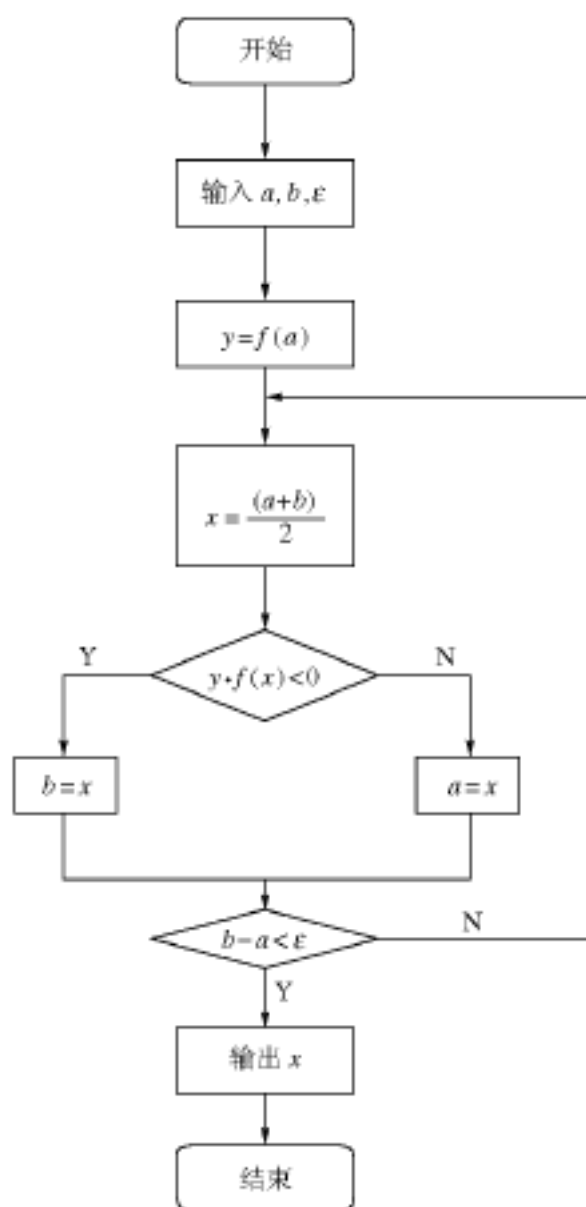 开始
输入 a,b,ε
y=f(a)
x=(a+b)/2
y*f(x)<0
Y
N
b=x
a=x
b-a<ε
N
Y
输出 x
结束